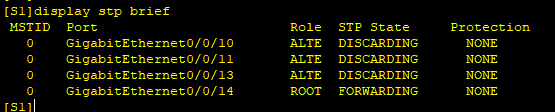 [S1]display stp brief
MSTID Port Role STP State Protection
0 GigabitEthernet0/0/10 ALTE DISCARDING NONE
0 GigabitEthernet0/0/11 ALTE DISCARDING NONE
0 GigabitEthernet0/0/13 ALTE DISCARDING NONE
0 GigabitEthernet0/0/14 ROOT FORWARDING NONE
[S1]